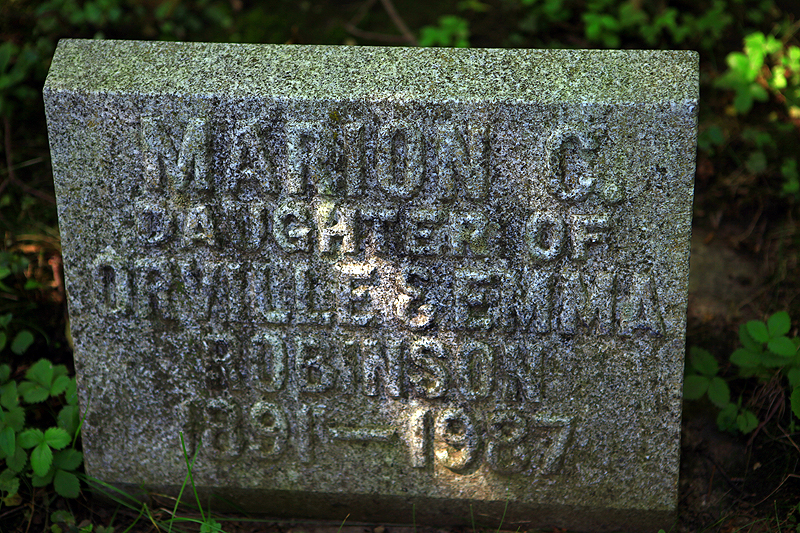 MARION C.
DAUGHTER OF
ORVILLE & EMMA
ROBINSON
1891 — 1987